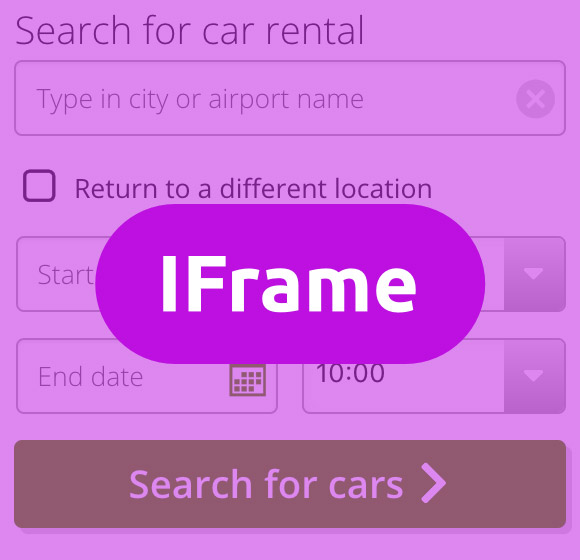 Search for car rental
Type in city or airport name
Return to a different location
Start
IFrame
End date
10:00
Search for cars